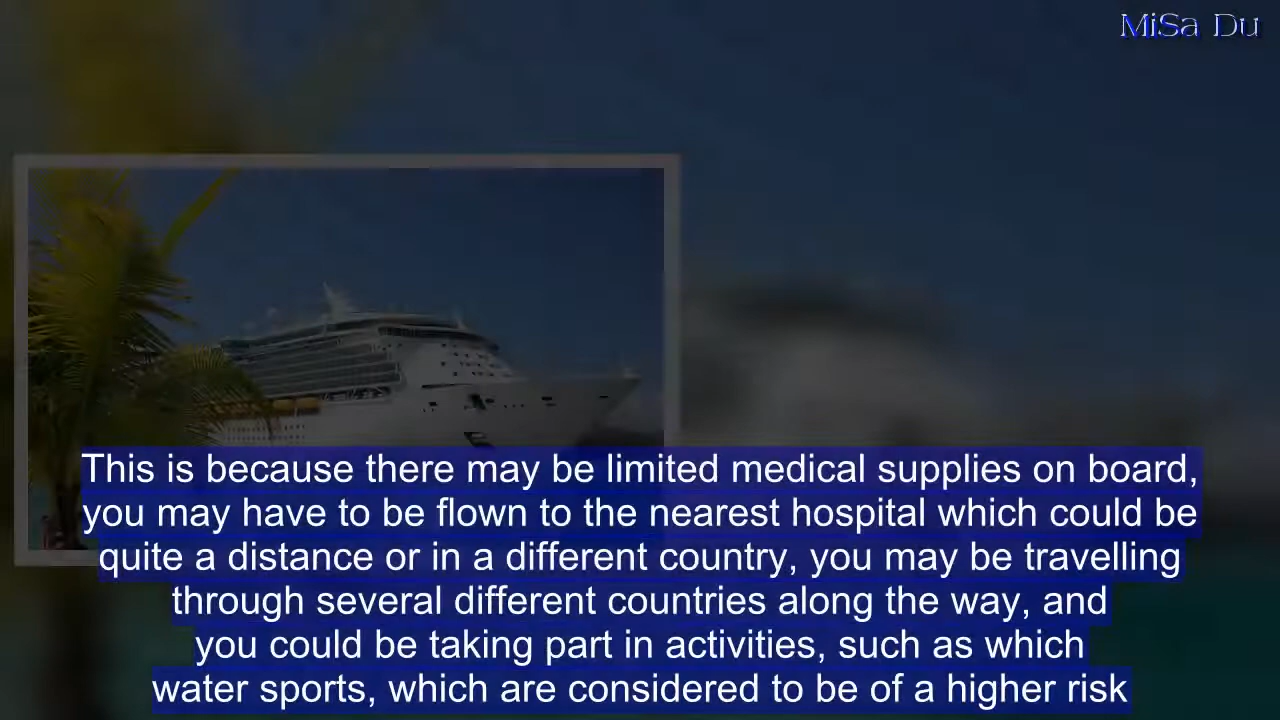 MiSa Du
This is because there may be limited medical supplies on board,
you may have to be flown to the nearest hospital which could be
quite a distance or in a different country, you may be travelling
through several different countries along the way, and
you could be taking part in activities, such as which
water sports, which are considered to be of a higher risk